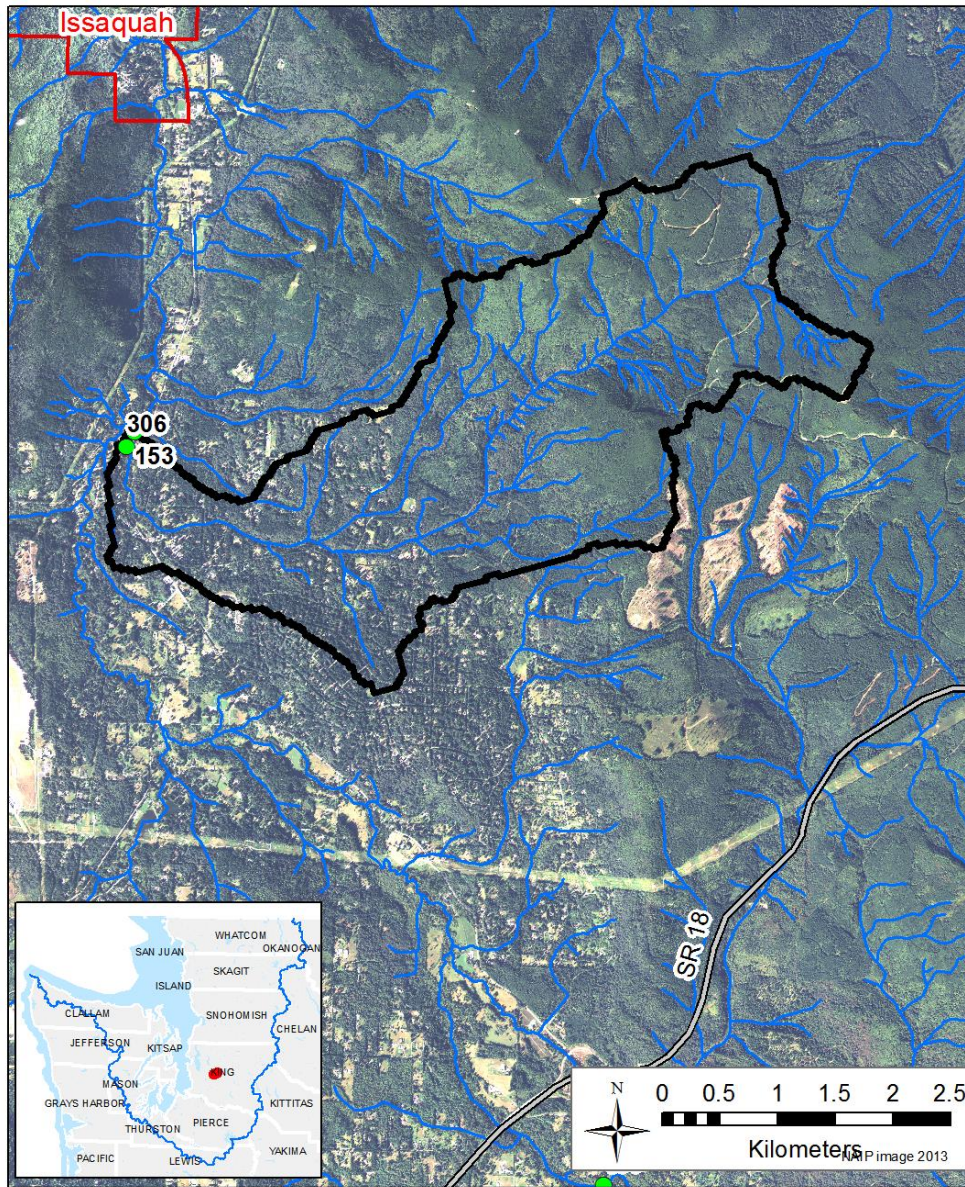 Issaquah
306
153
SR 18
WHATCOM
SAN JUAN
OKANOGAN
SKAGIT
ISLAND
SNOHOMISH
CLALLAM
CHELAN
JEFFERSON
KITSAP
KING
MASON
GRAYS HARBOR
KITTITAS
PIERCE
THURSTON
YAKIMA
PACIFIC
LEWIS
N
0 0.5 1 1.5 2 2.5
Kilometers
NAIP image 2013